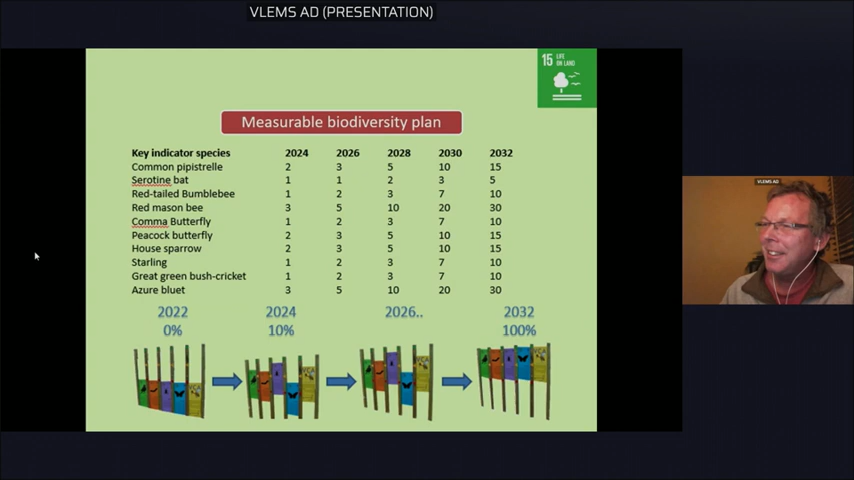 VLEMS AD (PRESENTATION)
15 LIFE
ON LAND
Measurable biodiversity plan
Key indicator species 2024 2026 2028 2030 2032
Common pipistrelle 2 3 5 10 15
Serotine bat 1 1 2 3 5
Red-tailed Bumblebee 1 2 3 7 10
Red mason bee 3 5 10 20 30
Comma Butterfly 1 2 3 7 10
Peacock butterfly 2 3 5 10 15
House sparrow 2 3 5 10 15
Starling 1 2 3 7 10
Great green bush-cricket 1 2 3 7 10
Azure bluet 3 5 10 20 30
2022 2024 2026.. 2032
0% 10% 100%
VCA VCA VCA VCA
VLEMS AD